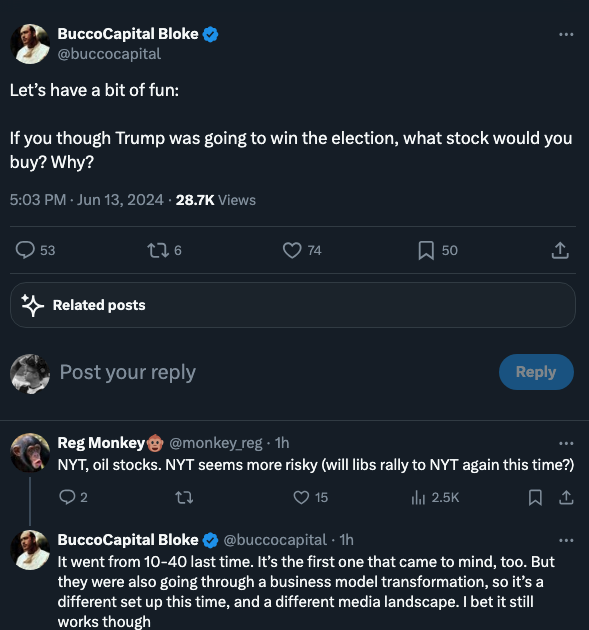 BuccoCapital Bloke
@buccocapital
Let's have a bit of fun:
If you though Trump was going to win the election, what stock would you
buy? Why?
5:03 PM · Jun 13, 2024 · 28.7K Views
53 6 74 50
Related posts
Post your reply Reply
Reg Monkey🐵 @monkey_reg · 1h
NYT, oil stocks. NYT seems more risky (will libs rally to NYT again this time?)
2 15 2.5K
BuccoCapital Bloke @buccocapital · 1h
It went from 10-40 last time. It's the first one that came to mind, too. But
they were also going through a business model transformation, so it's a
different set up this time, and a different media landscape. I bet it still
works though